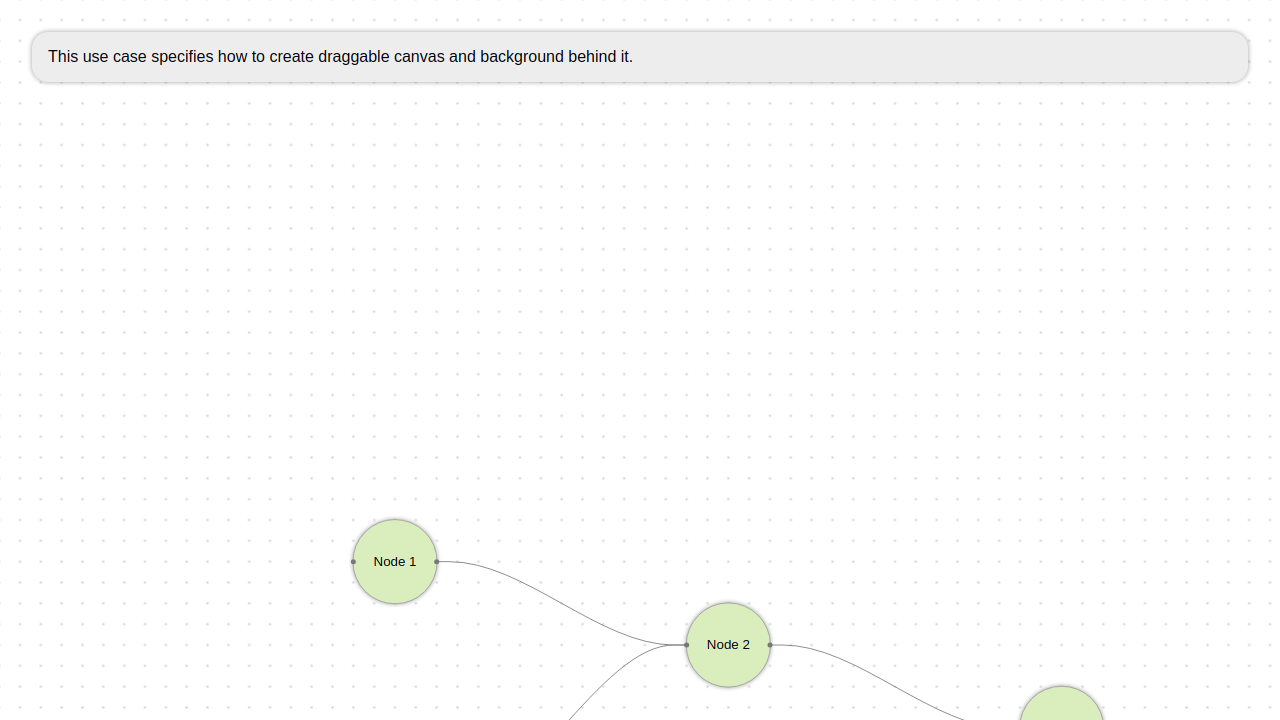 This use case specifies how to create draggable canvas and background behind it.
Node 1
Node 2